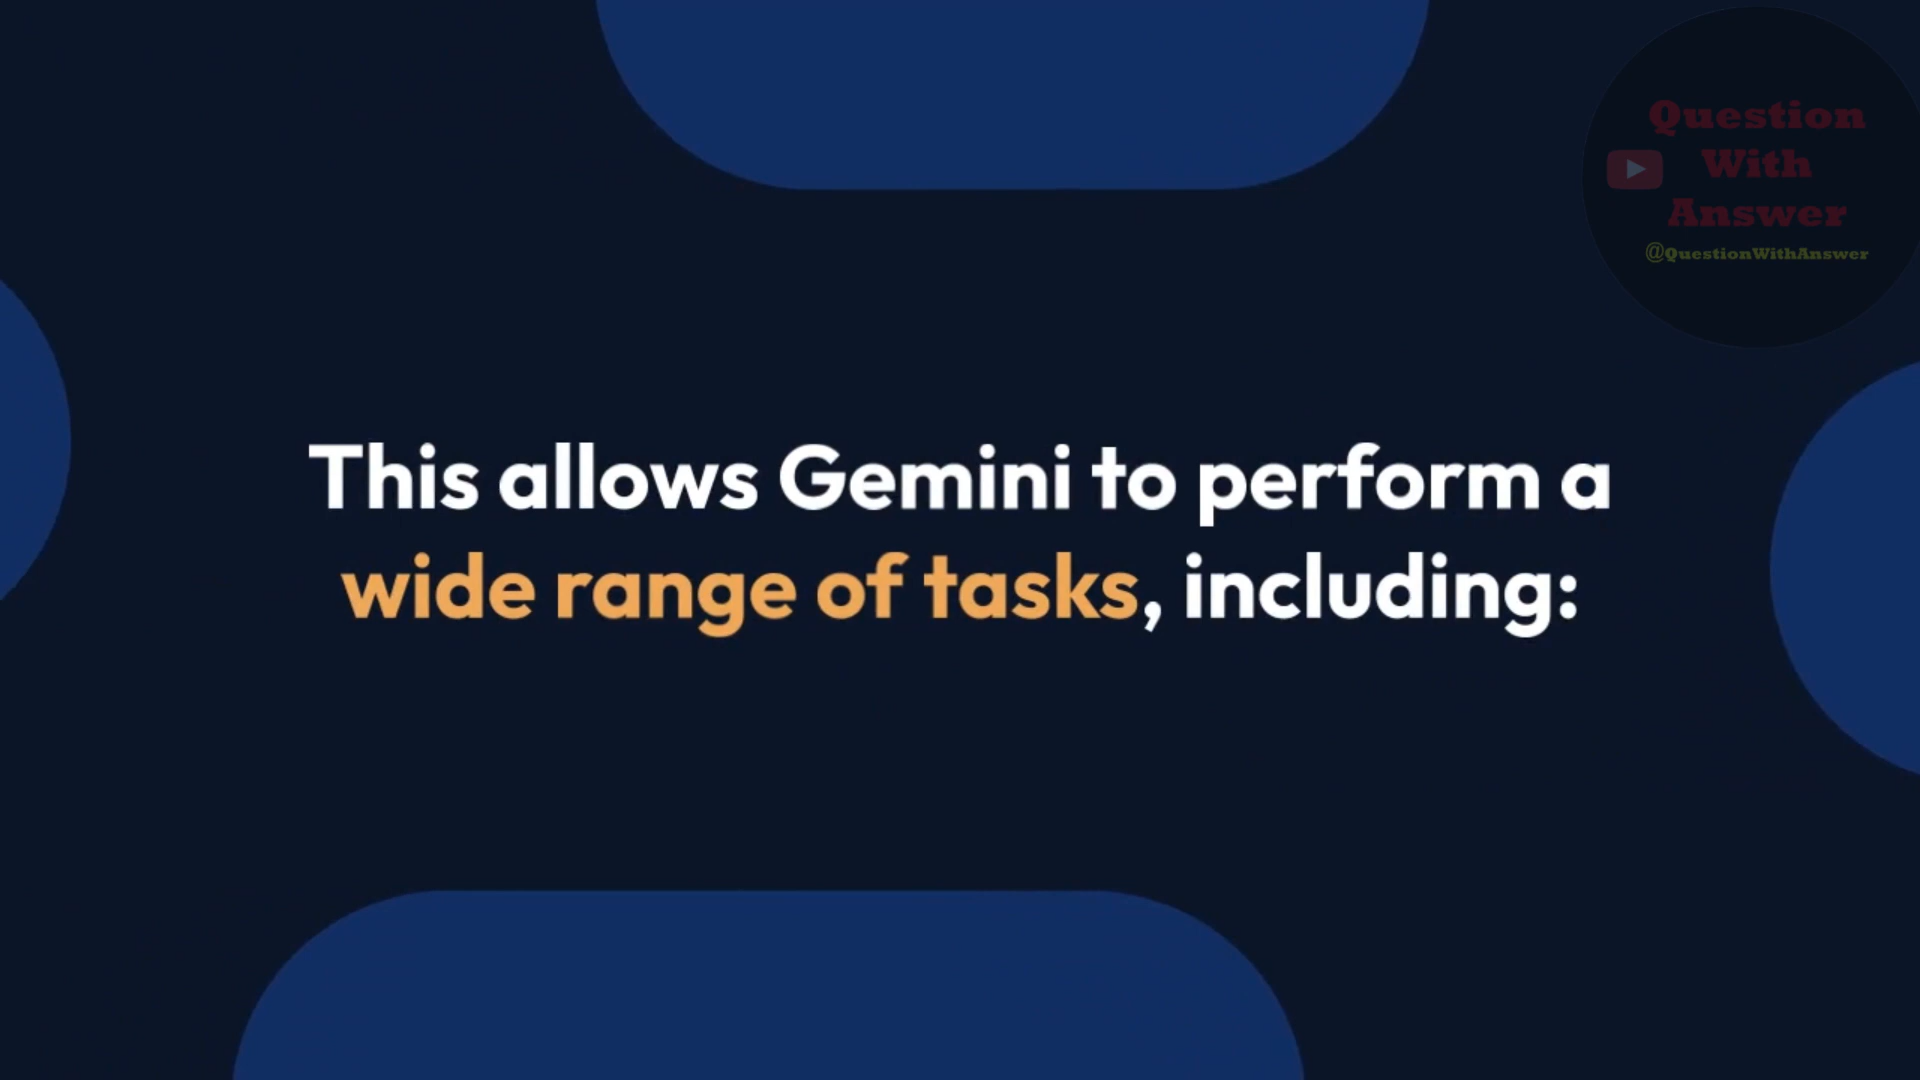 Question
With
Answer
@QuestionWithAnswer
This allows Gemini to perform a
wide range of tasks, including: